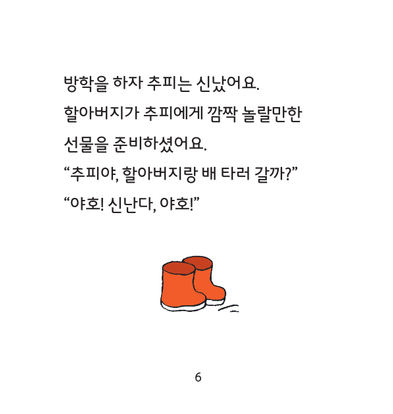 방학을 하자 추피는 신났어요.
할아버지가 추피에게 깜짝 놀랄만한
선물을 준비하셨어요.
“추피야, 할아버지랑 배 타러 갈까?”
“야호! 신난다, 야호!”
6